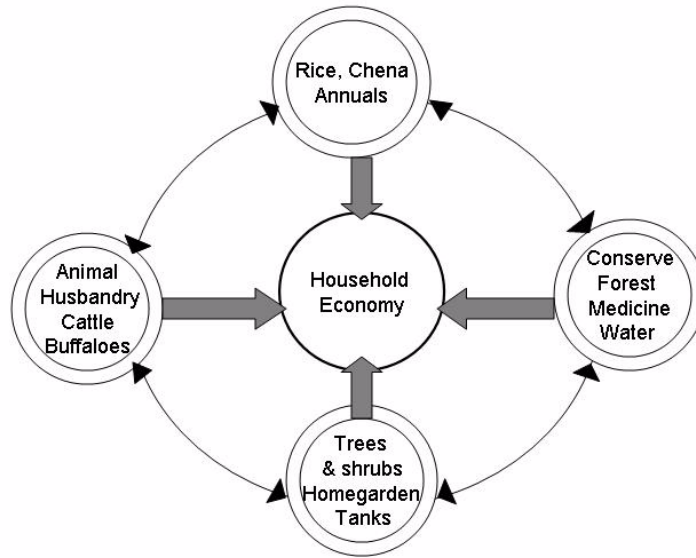 Rice, Chena
Annuals
Animal
Husbandry
Cattle
Buffaloes
Household
Economy
Conserve
Forest
Medicine
Water
Trees
& shrubs
Homegarden
Tanks